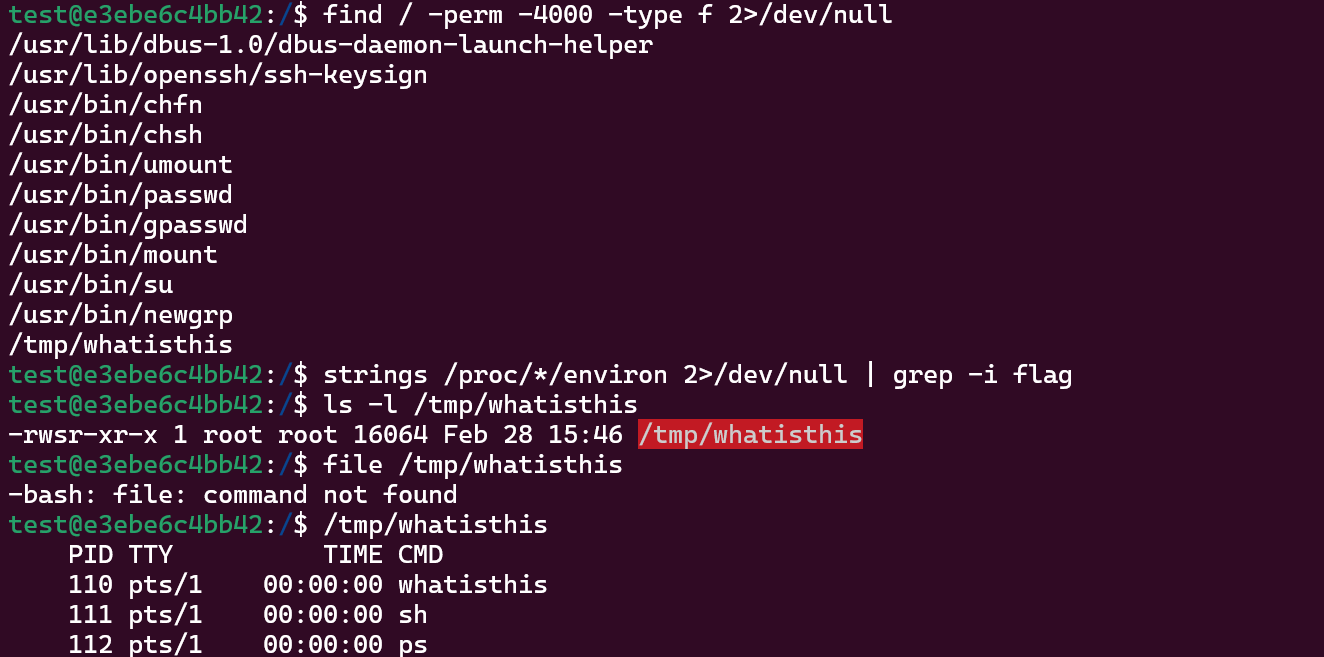 test@e3ebe6c4bb42:/$ find / -perm -4000 -type f 2>/dev/null
/usr/lib/dbus-1.0/dbus-daemon-launch-helper
/usr/lib/openssh/ssh-keysign
/usr/bin/chfn
/usr/bin/chsh
/usr/bin/umount
/usr/bin/passwd
/usr/bin/gpasswd
/usr/bin/mount
/usr/bin/su
/usr/bin/newgrp
/tmp/whatisthis
test@e3ebe6c4bb42:/$ strings /proc/*/environ 2>/dev/null | grep -i flag
test@e3ebe6c4bb42:/$ ls -l /tmp/whatisthis
-rwsr-xr-x 1 root root 16064 Feb 28 15:46 /tmp/whatisthis
test@e3ebe6c4bb42:/$ file /tmp/whatisthis
-bash: file: command not found
test@e3ebe6c4bb42:/$ /tmp/whatisthis
    PID TTY          TIME CMD
    110 pts/1    00:00:00 whatisthis
    111 pts/1    00:00:00 sh
    112 pts/1    00:00:00 ps